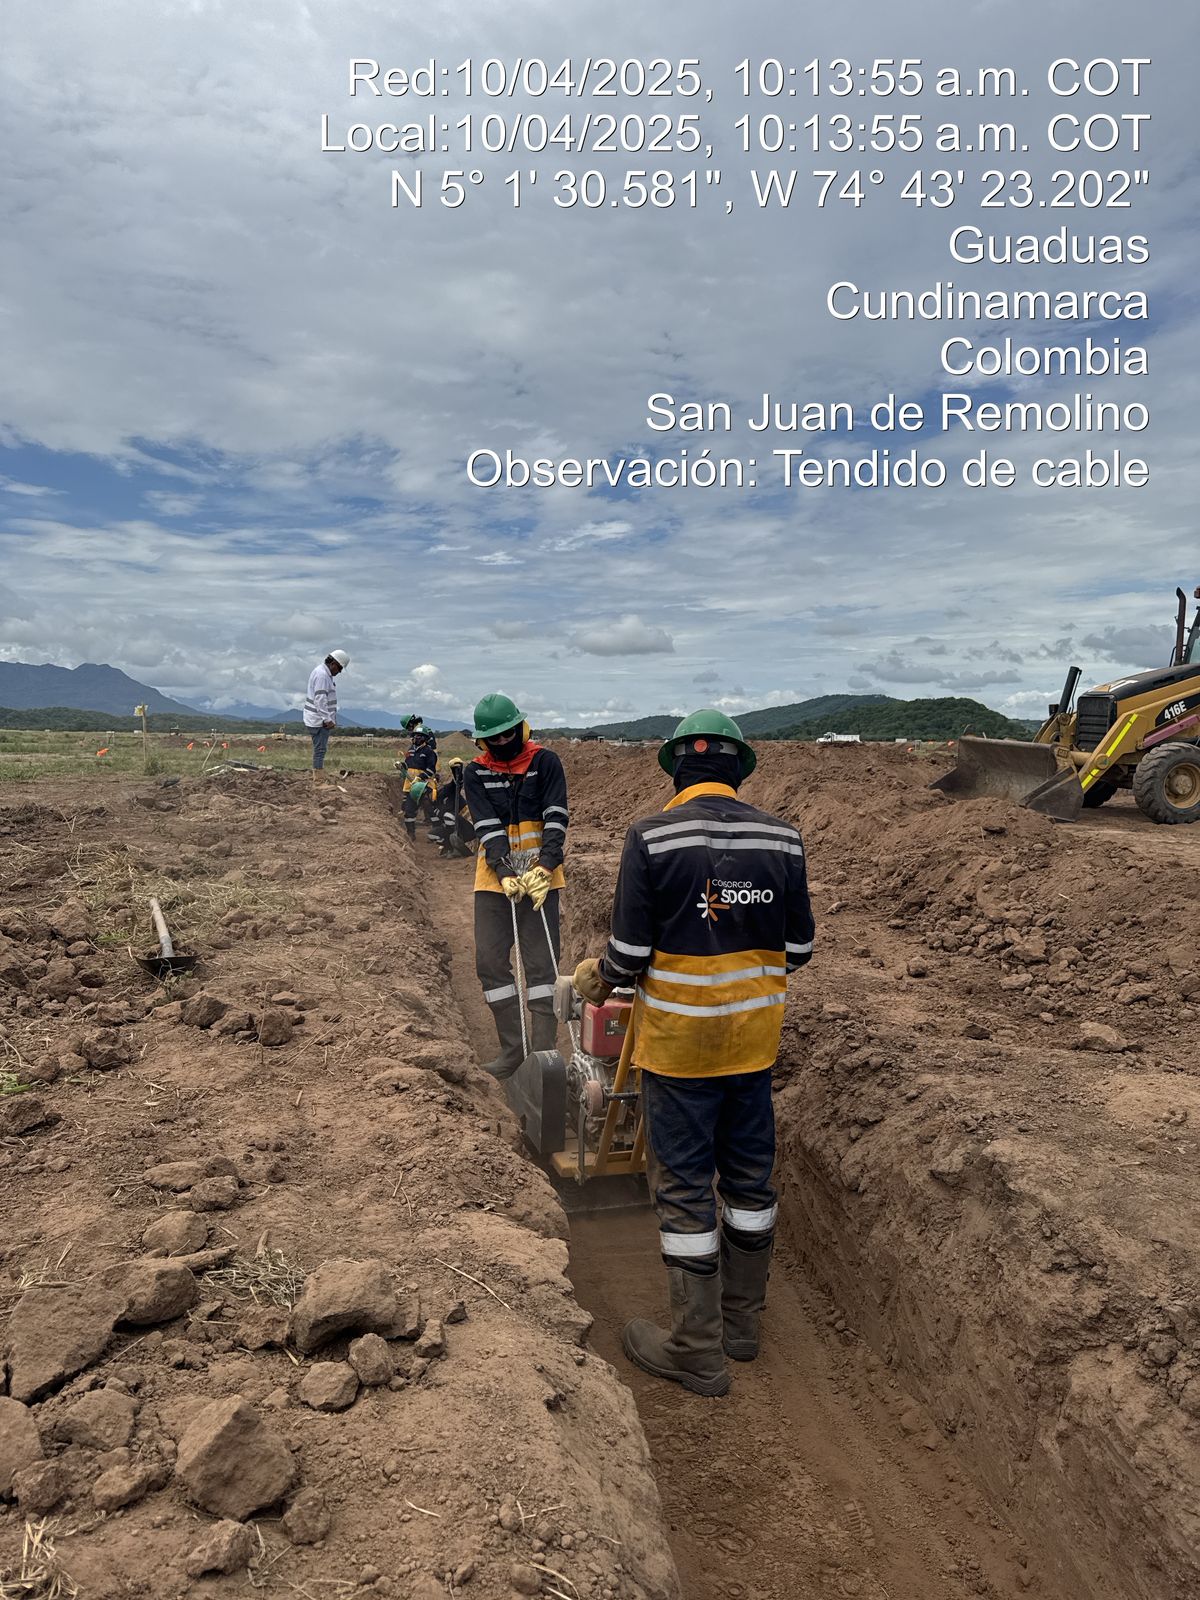 Red:10/04/2025, 10:13:55 a.m. COT
Local:10/04/2025, 10:13:55 a.m. COT
N 5° 1' 30.581", W 74° 43' 23.202"
Guaduas
Cundinamarca
Colombia
San Juan de Remolino
Observación: Tendido de cable
416E
CONSORCIO